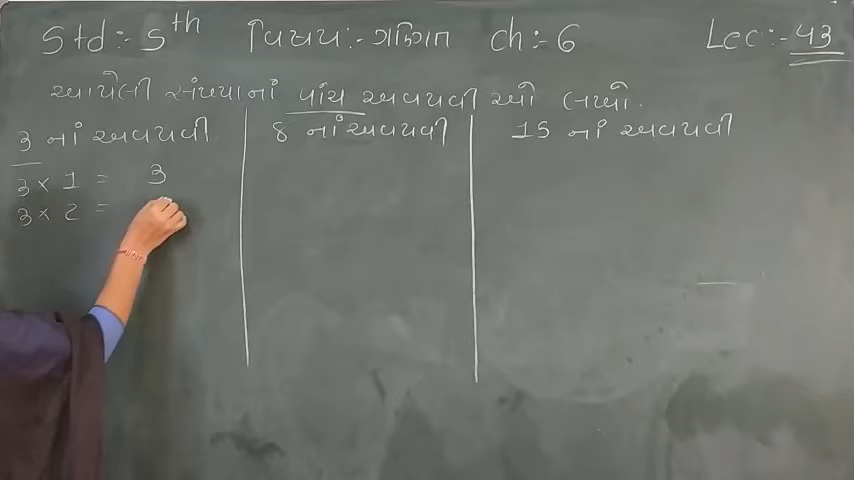 Std:- 5th વિષય:- ગણિત ch:- 6 Lec:- 43
આપેલી સંખ્યાનાં પાંચ અવયવી ઓ લખો.
3 નાં અવયવી
3 × 1 = 3
3 × 2 =
8 નાં અવયવી
15 નાં અવયવી